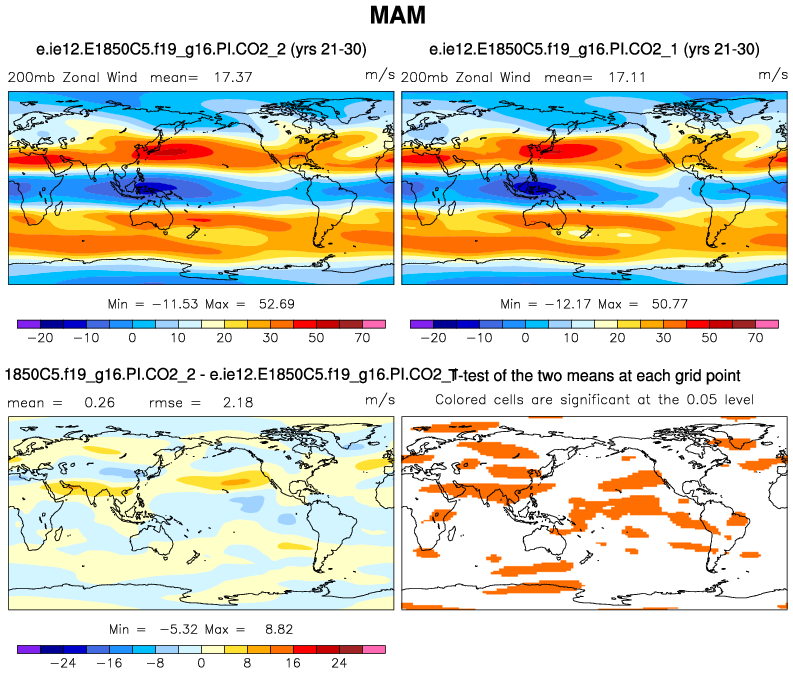 MAM
e.ie12.E1850C5.f19_g16.PI.CO2_2 (yrs 21-30)
200mb Zonal Wind mean= 17.37 m/s
Min = -11.53 Max = 52.69
-20 -10 0 10 20 30 50 70
e.ie12.E1850C5.f19_g16.PI.CO2_1 (yrs 21-30)
200mb Zonal Wind mean= 17.11 m/s
Min = -12.17 Max = 50.77
-20 -10 0 10 20 30 50 70
1850C5.f19_g16.PI.CO2_2 - e.ie12.E1850C5.f19_g16.PI.CO2_1
mean = 0.26 rmse = 2.18 m/s
Min = -5.32 Max = 8.82
-24 -16 -8 0 8 16 24
T-test of the two means at each grid point
Colored cells are significant at the 0.05 level